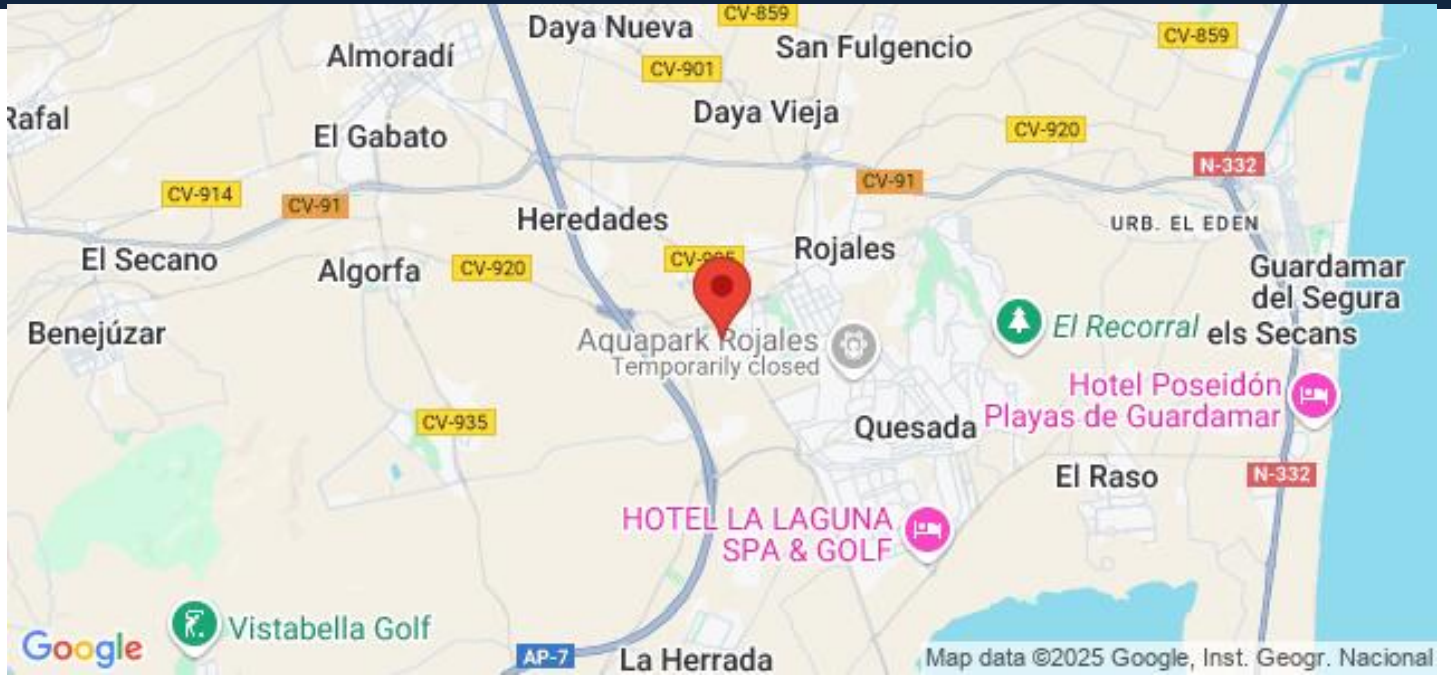 CV-859
Daya Nueva
San Fulgencio
CV-859
Almoradí
CV-901
Rafal
Daya Vieja
El Gabato
CV-920
N-332
CV-914
CV-91
CV-91
Heredades
URB. EL EDEN
El Secano
Algorfa
CV-920
Rojales
Guardamar
del Segura
Benejúzar
Aquapark Rojales
Temporarily closed
El Recorral
els Secans
Hotel Poseidón
Playas de Guardamar
CV-935
Quesada
El Raso
N-332
HOTEL LA LAGUNA
SPA & GOLF
Vistabella Golf
Google
AP-7
La Herrada
Map data ©2025 Google, Inst. Geogr. Nacional